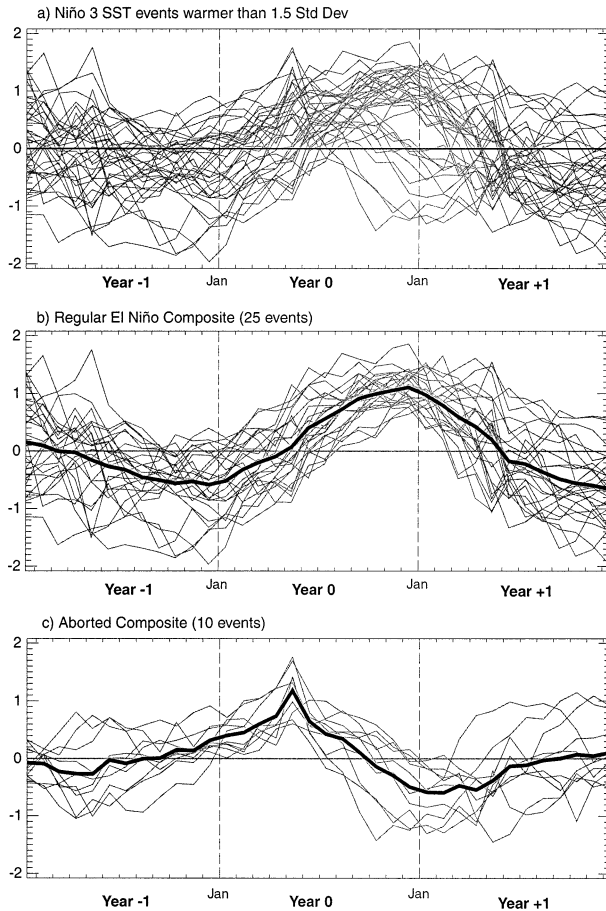 a) Niño 3 SST events warmer than 1.5 Std Dev
2
1
0
-1
-2
Year -1 Jan Year 0 Jan Year +1
b) Regular El Niño Composite (25 events)
2
1
0
-1
-2
Year -1 Jan Year 0 Jan Year +1
c) Aborted Composite (10 events)
2
1
0
-1
-2
Year -1 Jan Year 0 Jan Year +1